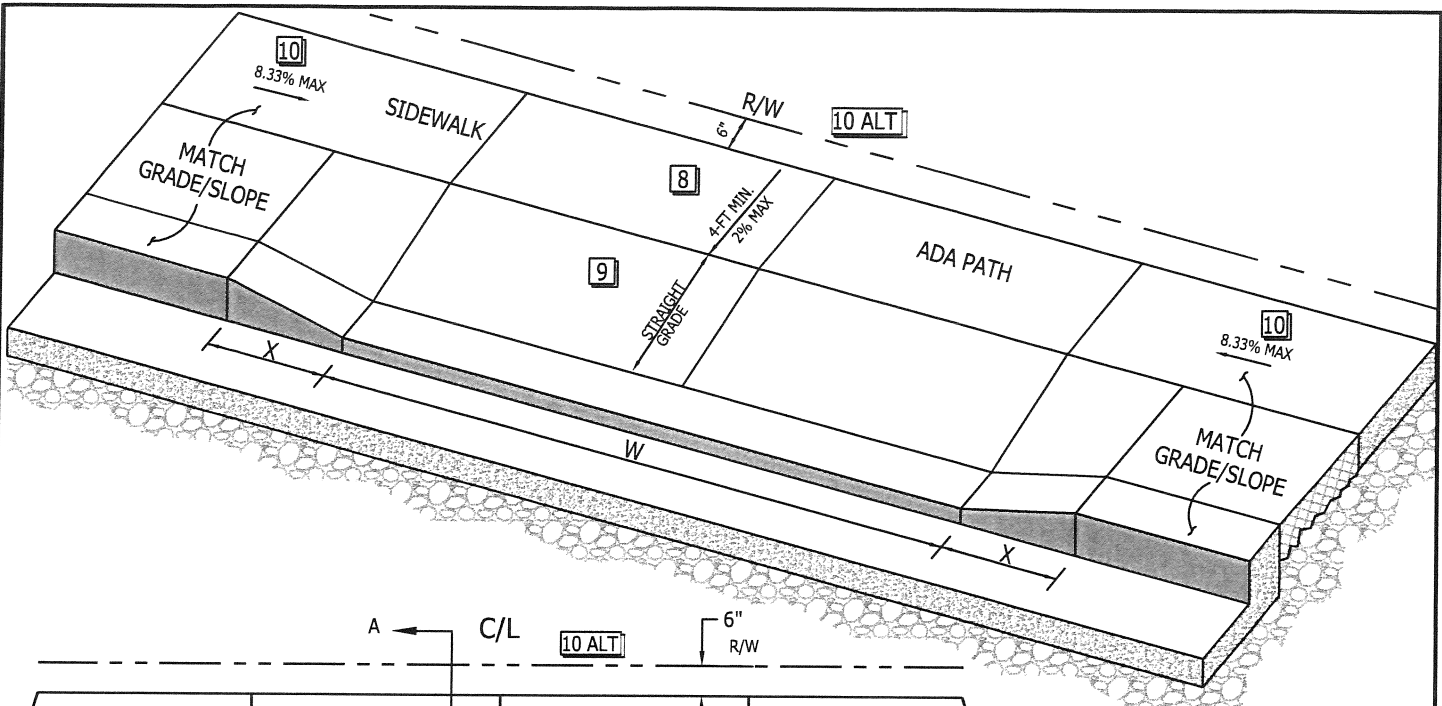 10
8.33% MAX
SIDEWALK
R/W
6"
10 ALT
MATCH
GRADE/SLOPE
8
4-FT MIN.
2% MAX
9
STRAIGHT
GRADE
ADA PATH
10
8.33% MAX
MATCH
GRADE/SLOPE
X
W
X
A
C/L
10 ALT
6"
R/W